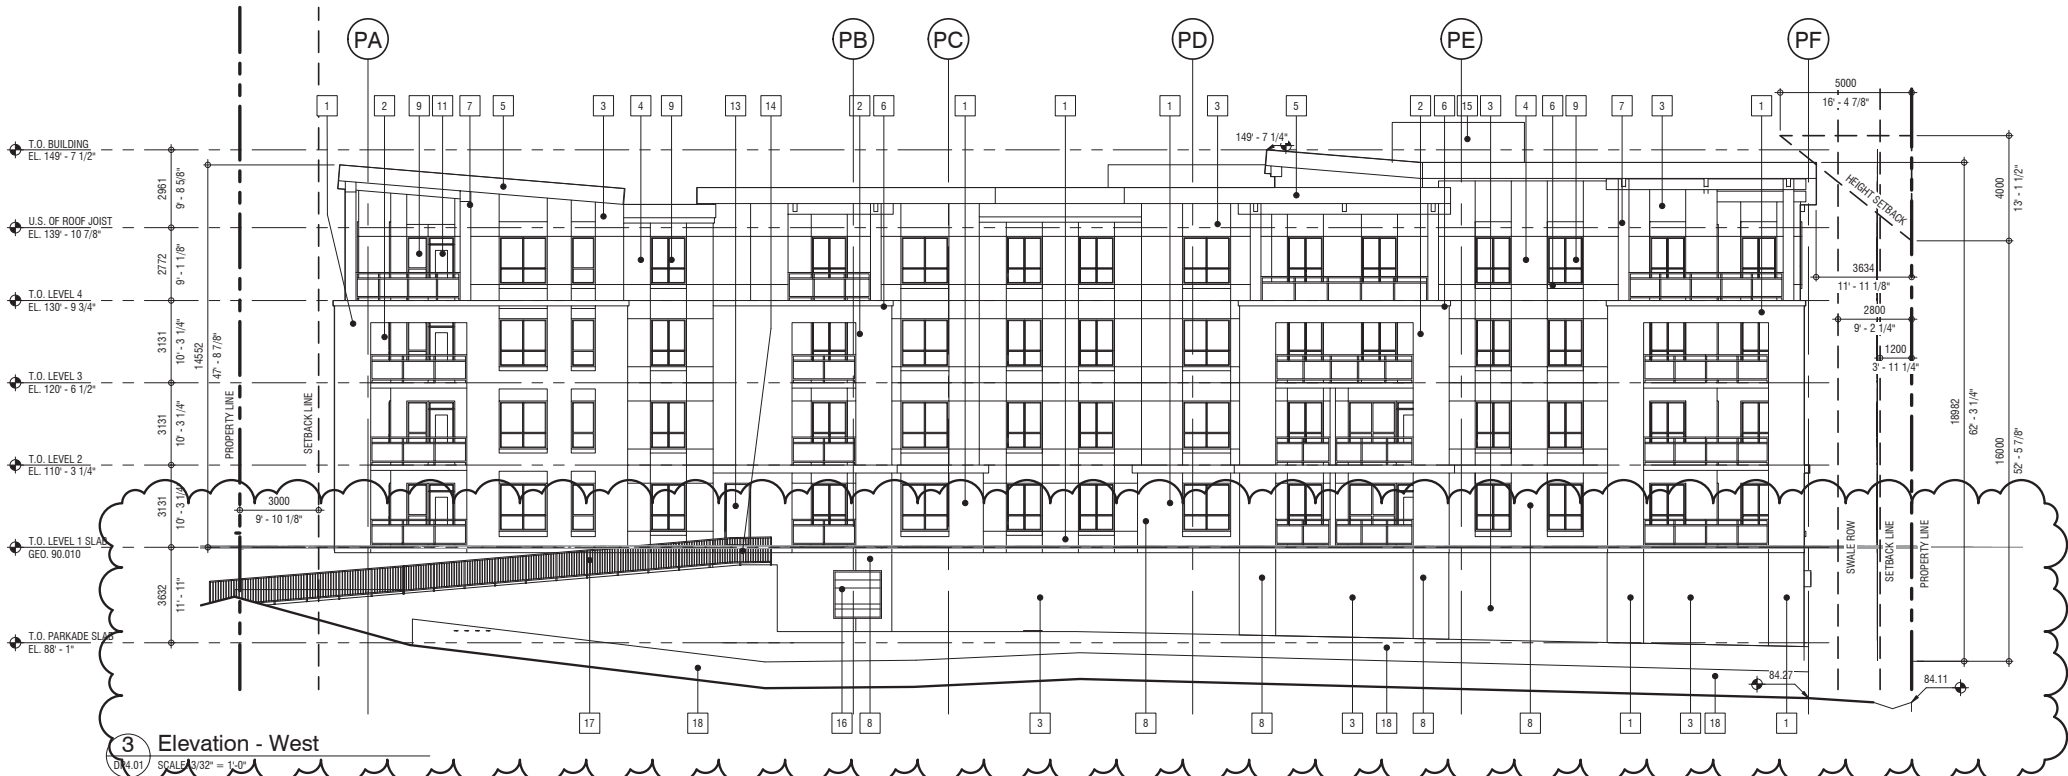 PA
PB
PC
PD
PE
PF
5000
16' - 4 7/8"
1
2
9
11
7
5
3
4
9
13
14
2
6
1
1
1
3
5
2
6
15
3
4
6
9
7
3
1
149' - 7 1/4"
T.O. BUILDING
EL. 149' - 7 1/2"
2961
9' - 8 5/8"
U.S. OF ROOF JOIST
EL. 139' - 10 7/8"
2772
9' - 1 1/8"
T.O. LEVEL 4
EL. 130' - 9 3/4"
3131
10' - 3 1/4"
T.O. LEVEL 3
EL. 120' - 6 1/2"
3131
10' - 3 1/4"
T.O. LEVEL 2
EL. 110' - 3 1/4"
3131
10' - 3 1/4"
T.O. LEVEL 1 SLAB
GEO. 90.010
3632
11' - 11"
T.O. PARKADE SLAB
EL. 88' - 1"
14552
47' - 8 7/8"
PROPERTY LINE
SETBACK LINE
3000
9' - 10 1/8"
HEIGHT SETBACK
4000
13' - 1 1/2"
3634
11' - 11 1/8"
2800
9' - 2 1/4"
1200
3' - 11 1/4"
18982
62' - 3 1/4"
16000
52' - 5 7/8"
SWALE ROW
SETBACK LINE
PROPERTY LINE
84.27
84.11
17
18
16
8
3
8
8
3
18
8
8
1
3
18
1
3
Elevation - West
DP4.01
SCALE: 3/32" = 1'-0"